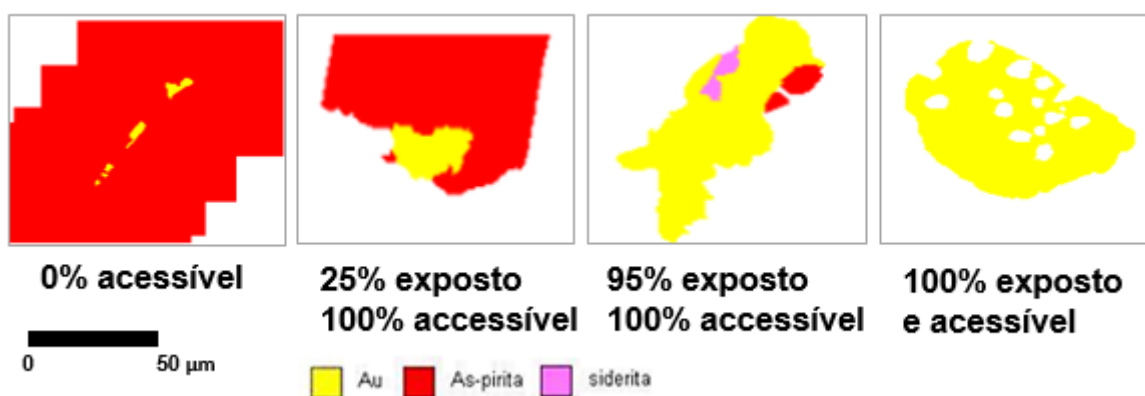 0% acessível
25% exposto
100% accessível
95% exposto
100% accessível
100% exposto
e acessível
0 50 µm
Au As-pirita siderita